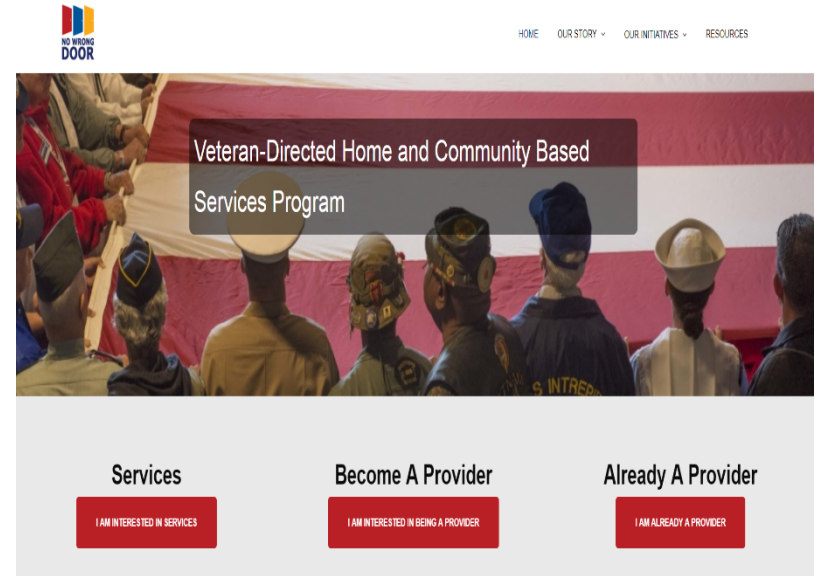 NO WRONG
DOOR
HOME OUR STORY OUR INITIATIVES RESOURCES
Veteran-Directed Home and Community Based
Services Program
S INTREP
Services Become A Provider Already A Provider
I AM INTERESTED IN SERVICES I AM INTERESTED IN BEING A PROVIDER I AM ALREADY A PROVIDER